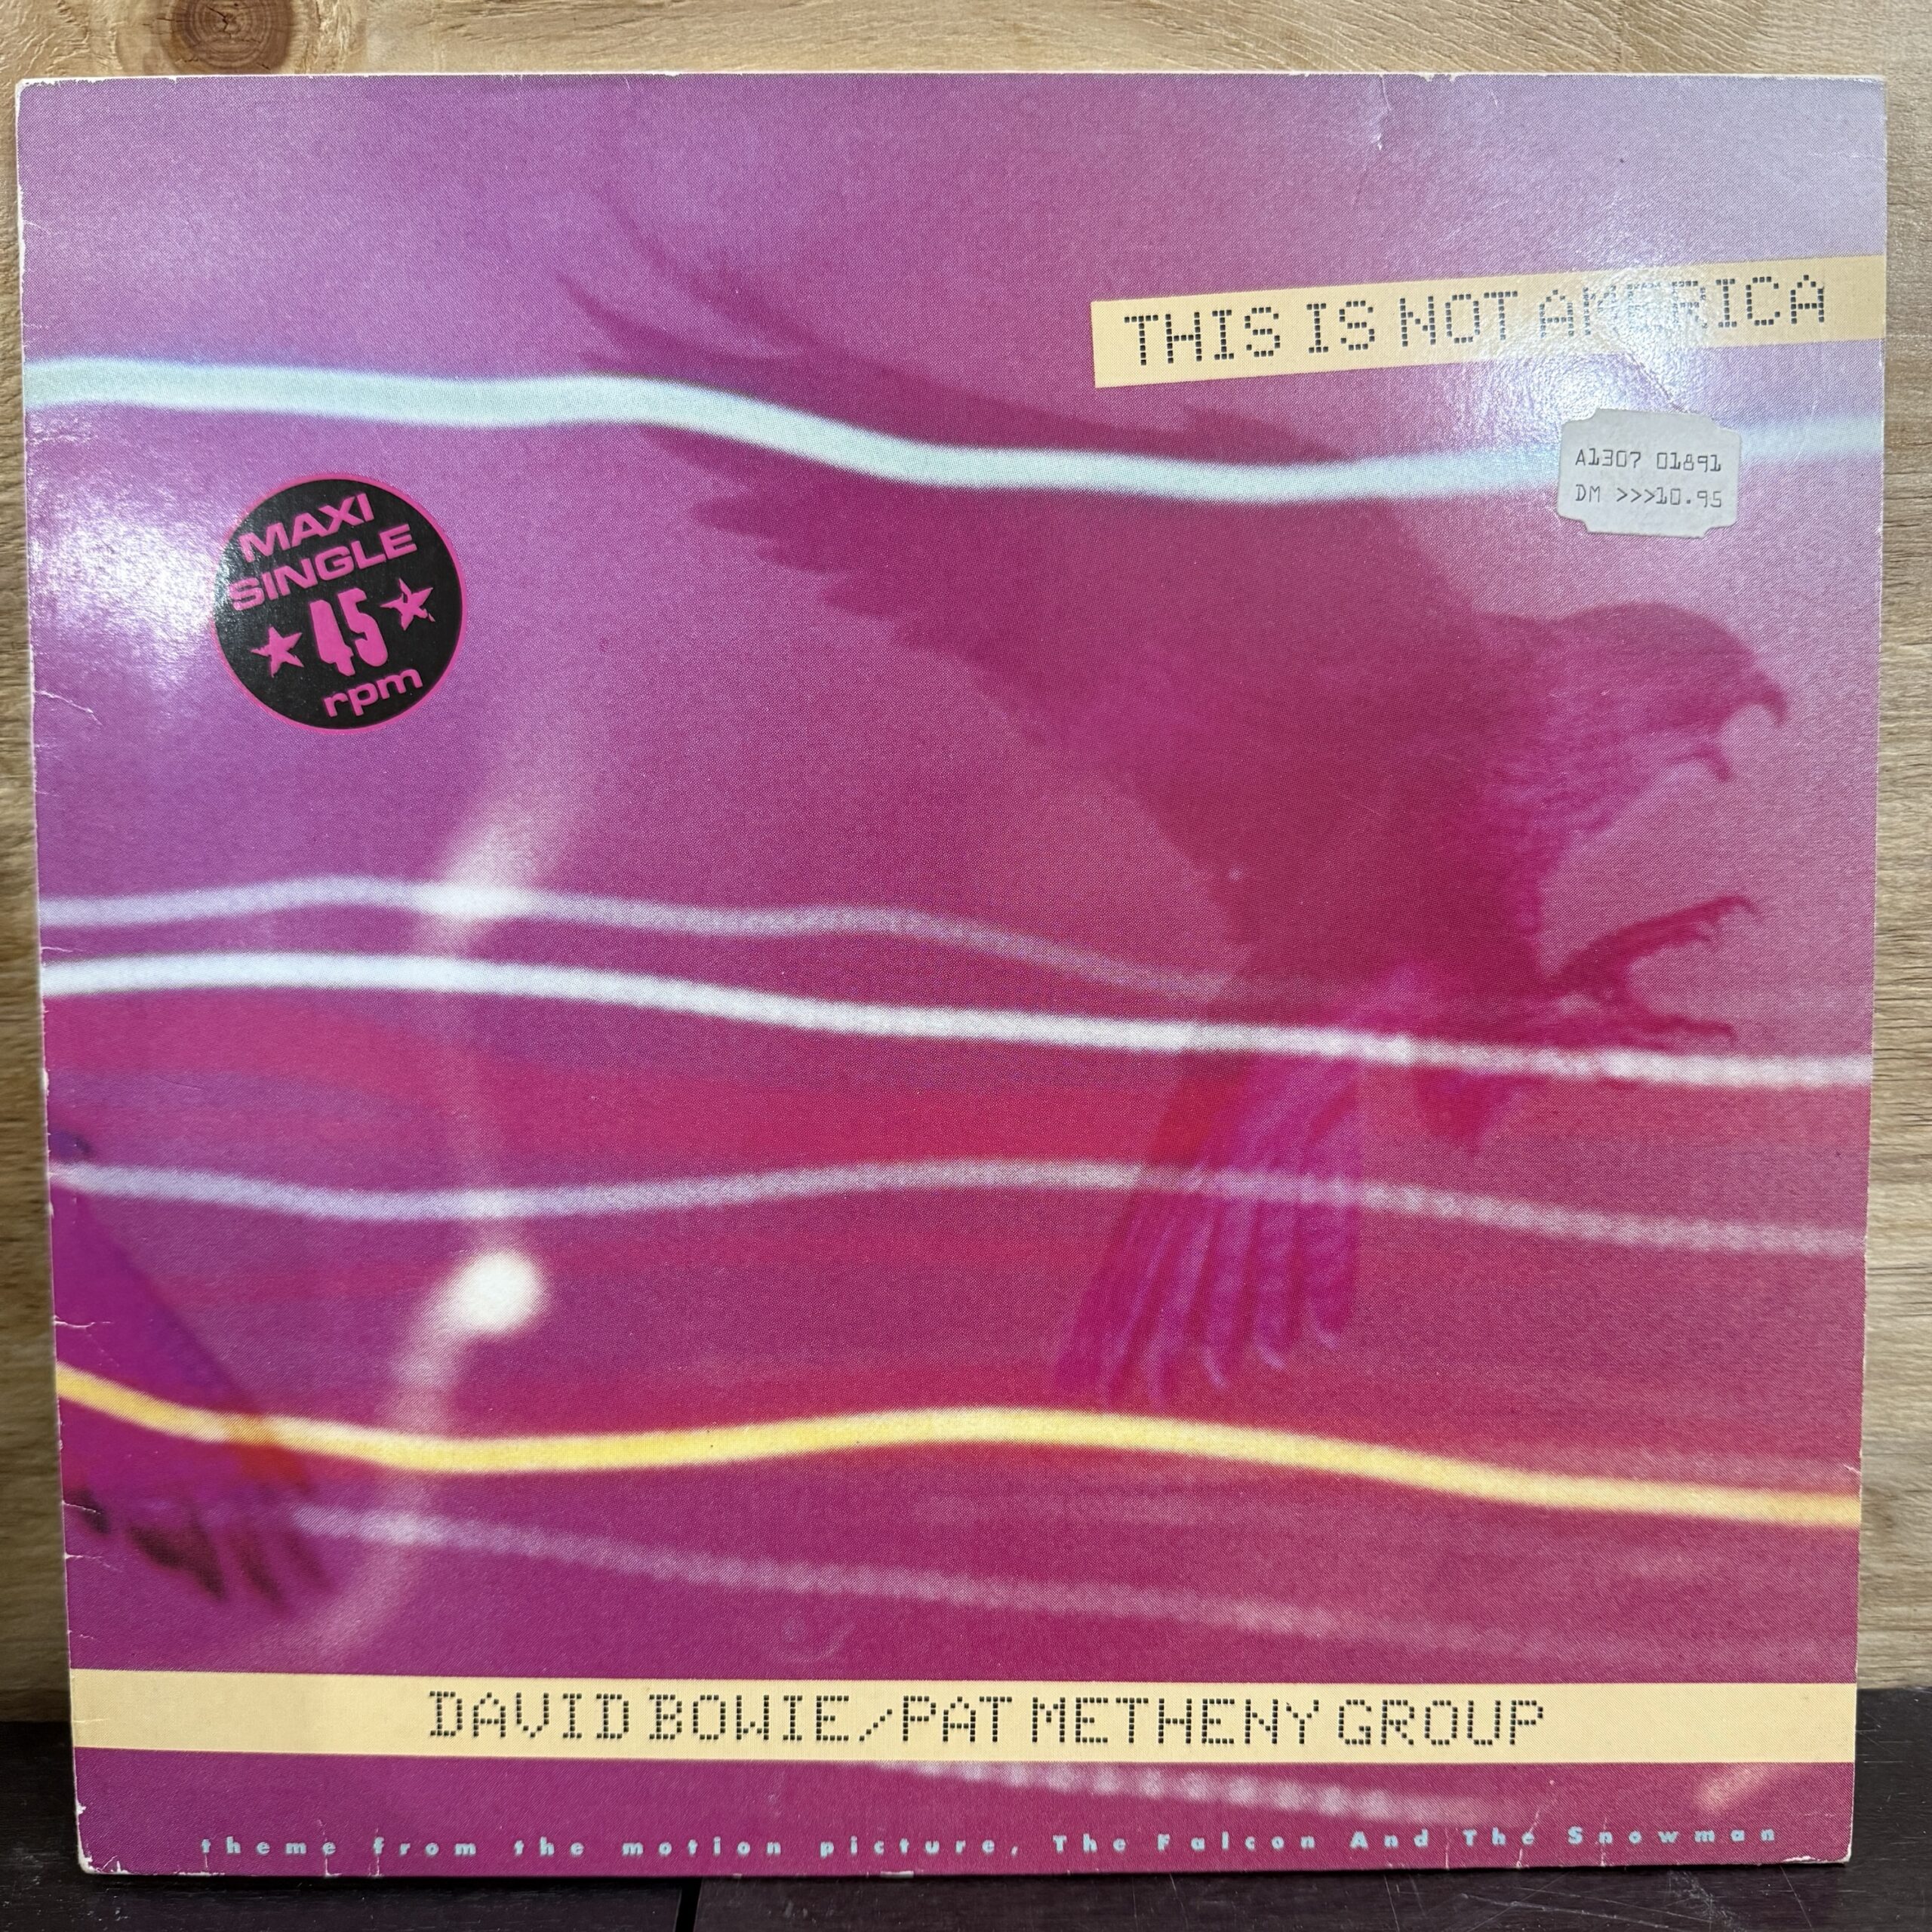 THIS IS NOT AMERICA
A1307 01891
DM >>>10.95
MAXI
SINGLE
45
rpm
DAVID BOWIE/PAT METHENY GROUP
theme from the motion picture, The Falcon And The Snowman